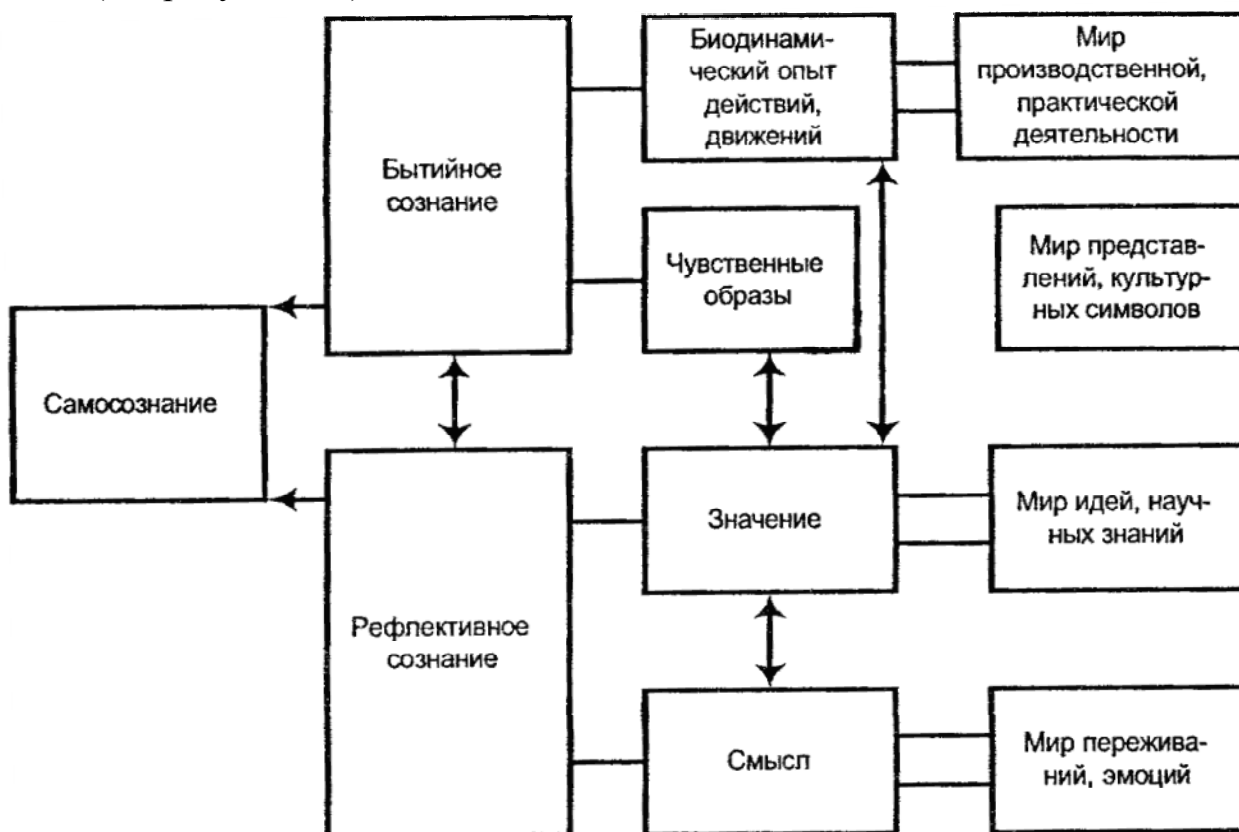 Биодинами-
ческий опыт
действий,
движений
Мир
производственной,
практической
деятельности
Бытийное
сознание
Чувственные
образы
Мир представ-
лений, культур-
ных символов
Самосознание
Значение
Мир идей, науч-
ных знаний
Рефлективное
сознание
Смысл
Мир пережива-
ний, эмоций